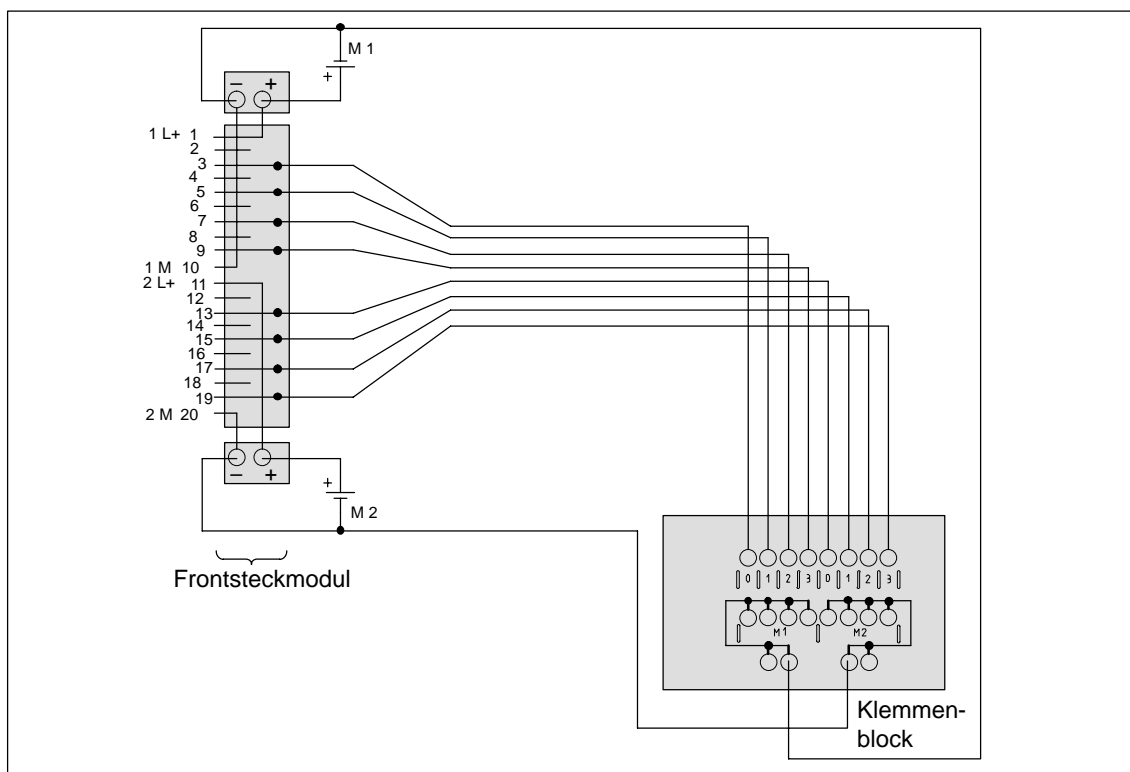 M 1
+
− +
1 L+ 1
2
3
4
5
6
7
8
9
1 M 10
2 L+ 11
12
13
14
15
16
17
18
19
2 M 20
− +
+
M 2
Frontsteckmodul
0 1 2 3 0 1 2 3
M1 M2
Klemmen-
block